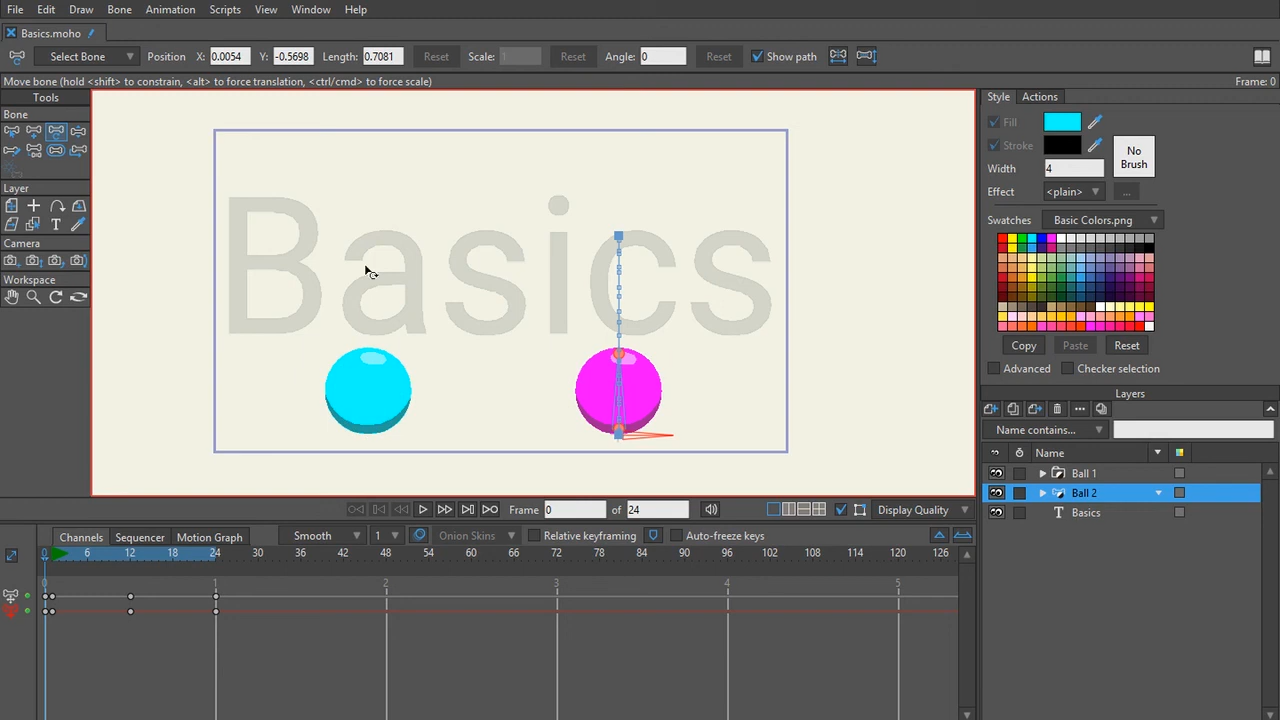 File Edit Draw Bone Animation Scripts View Window Help
Basics.moho
Select Bone Position X: 0.0054 Y: -0.5698 Length: 0.7081 Reset Scale: 1 Reset Angle: 0 Reset Show path
Move bone (hold <shift> to constrain, <alt> to force translation, <ctrl/cmd> to force scale) Frame: 0
Tools
Bone
Layer
Camera
Workspace
Basics
Style Actions
Fill
Stroke
No Brush
Width 4
Effect <plain> ...
Swatches Basic Colors.png
Copy Paste Reset
Advanced Checker selection
Layers
Name contains...
Name
Ball 1
Ball 2
T Basics
Frame 0 of 24 Display Quality
Channels Sequencer Motion Graph Smooth 1 Onion Skins Relative keyframing Auto-freeze keys
0 6 12 18 24 30 36 42 48 54 60 66 72 78 84 90 96 102 108 114 120 126
0 1 2 3 4 5